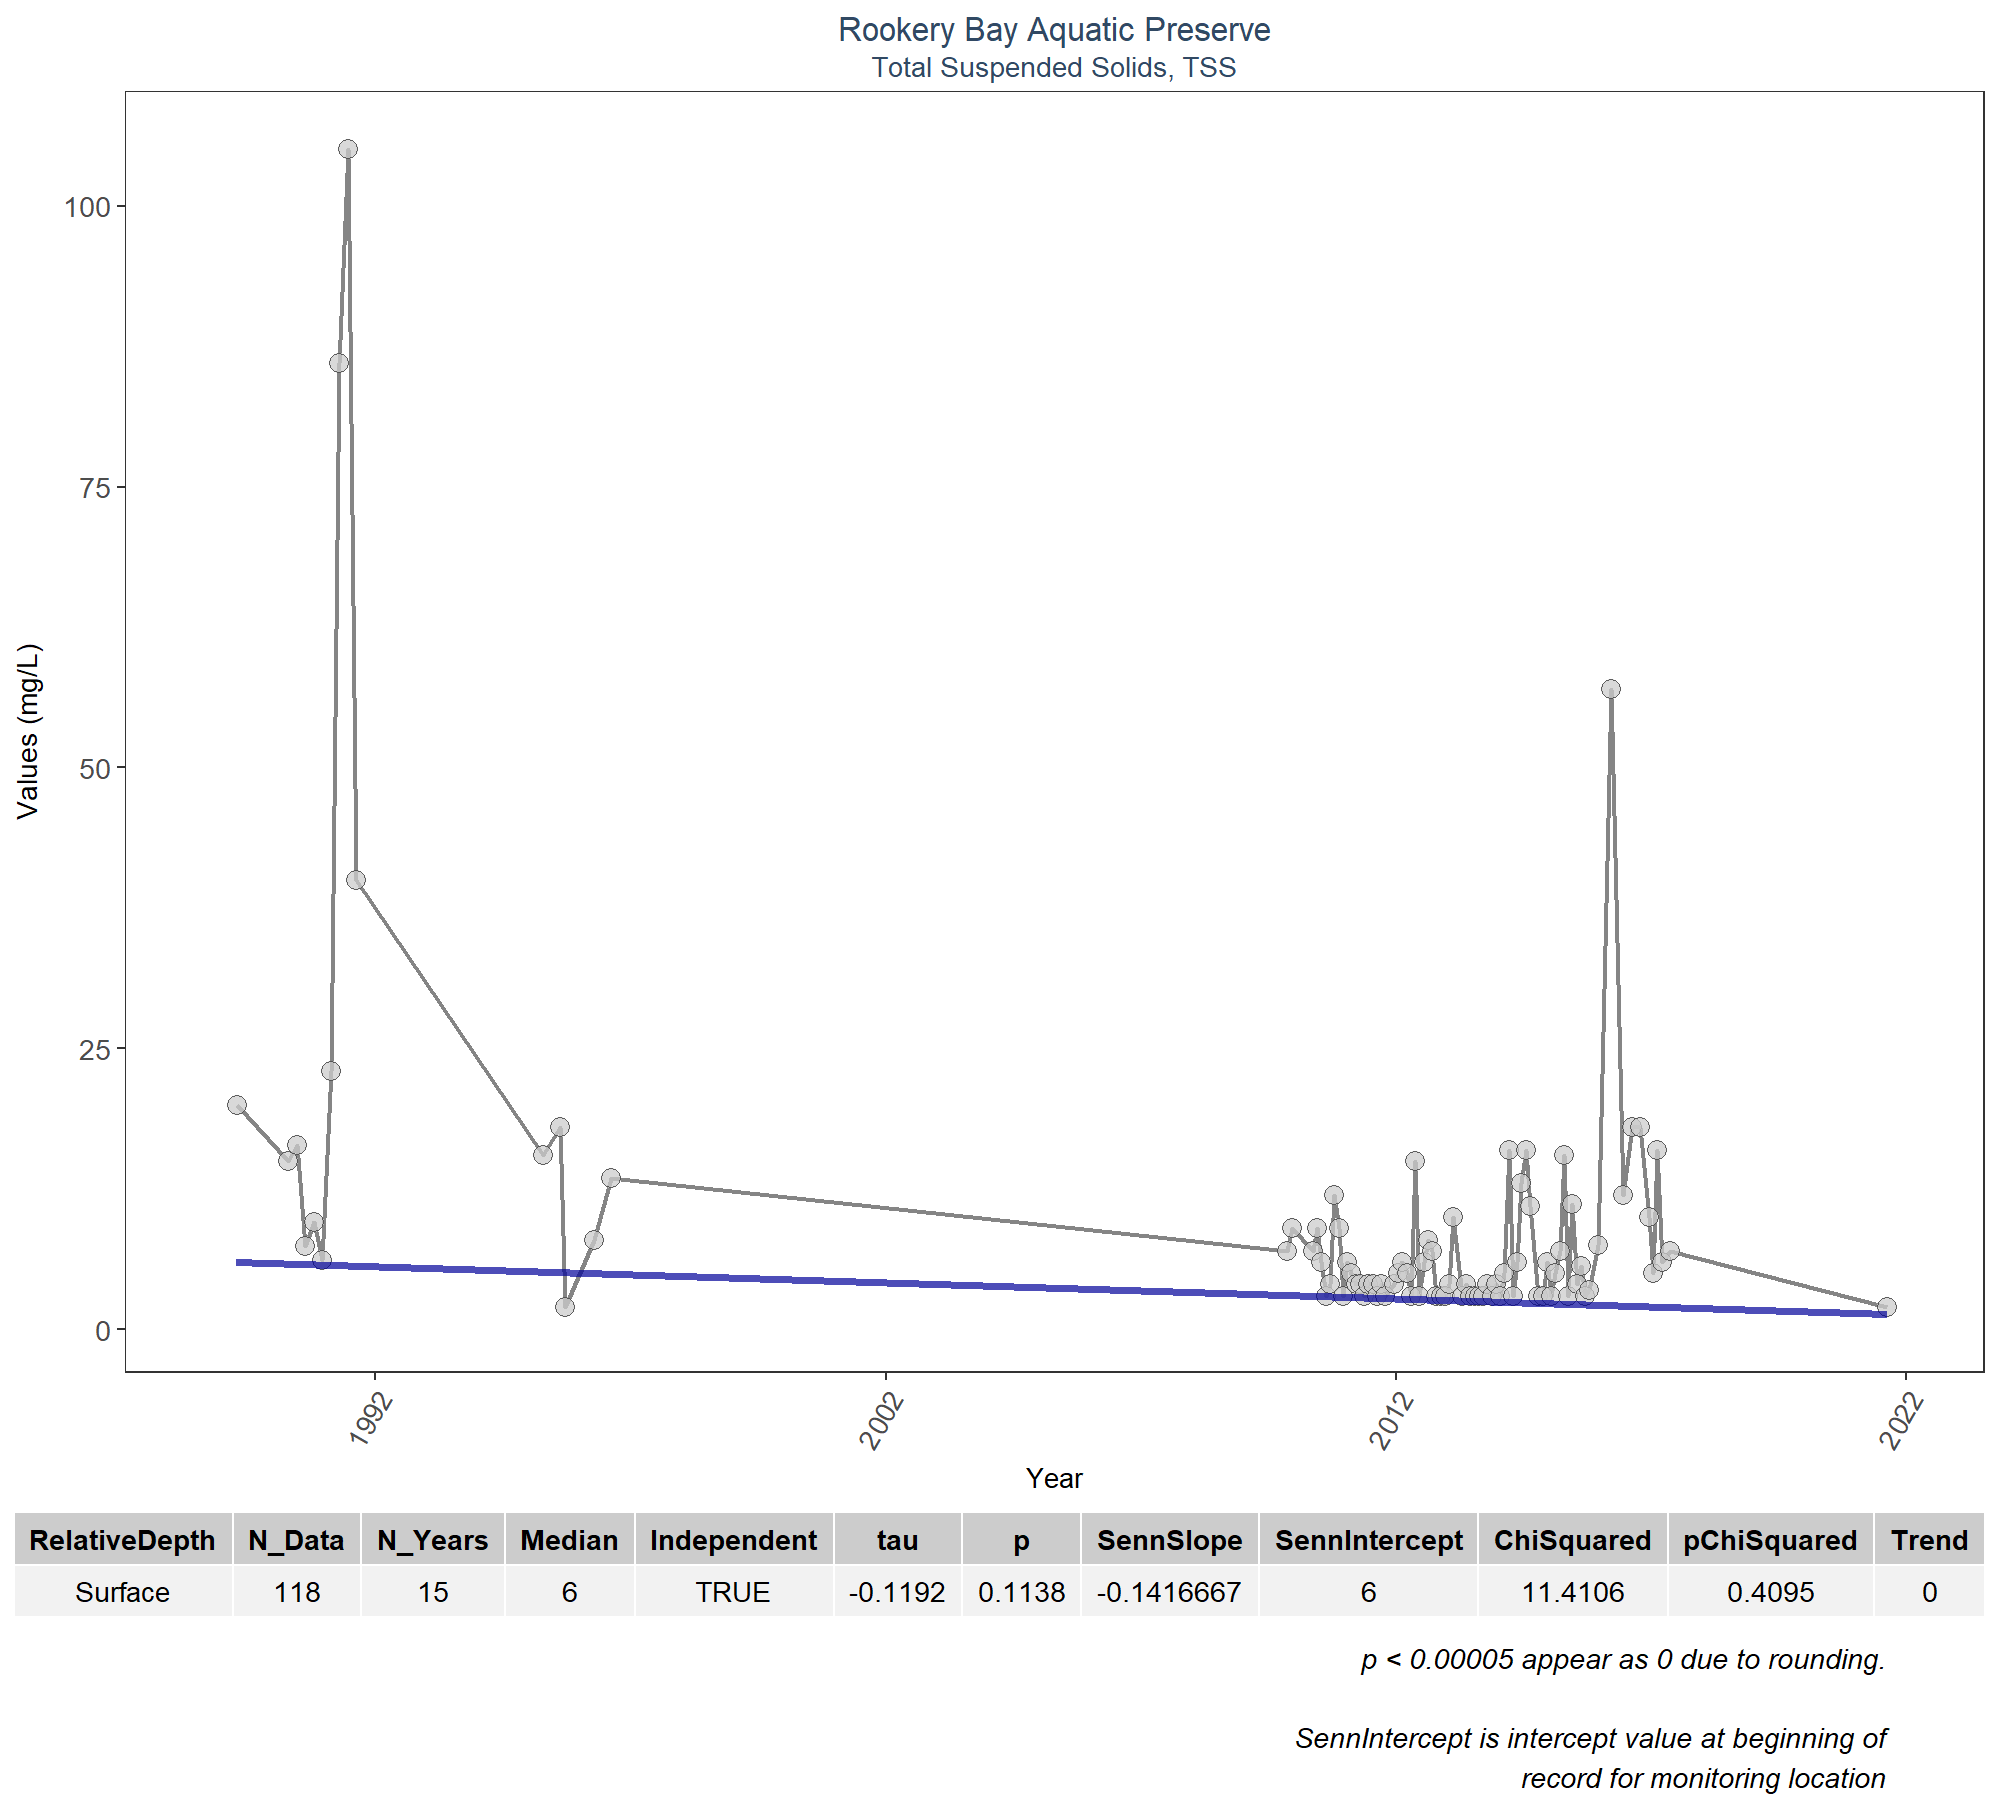 Rookery Bay Aquatic Preserve
Total Suspended Solids, TSS
100
75
50
25
0
Values (mg/L)
1992
2002
2012
2022
Year
RelativeDepth N_Data N_Years Median Independent tau p SennSlope SennIntercept ChiSquared pChiSquared Trend
Surface 118 15 6 TRUE -0.1192 0.1138 -0.1416667 6 11.4106 0.4095 0
p < 0.00005 appear as 0 due to rounding.
SennIntercept is intercept value at beginning of
record for monitoring location